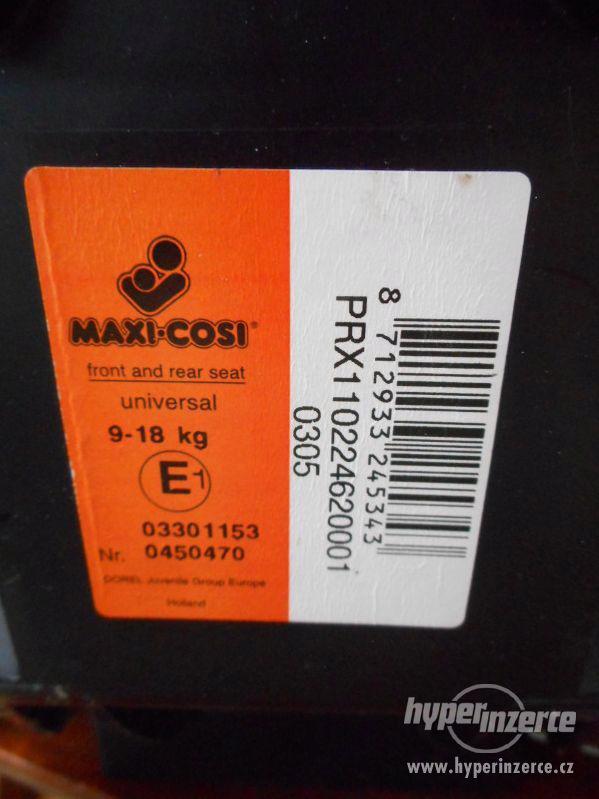 MAXI-COSI®
front and rear seat
universal
9-18 kg
E1
03301153
Nr. 0450470
DOREL Juvenile Group Europe
Holland
8 712933 245343
PRX110224620001
0305
hyperinzerce
www.hyperinzerce.cz